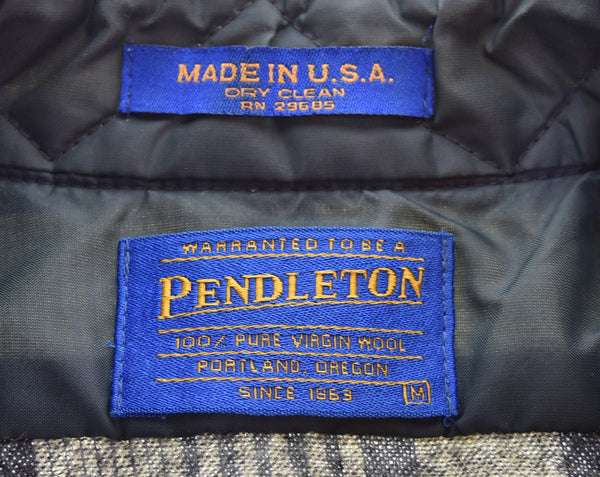 MADE IN U.S.A.
DRY CLEAN
RN 29685
WARRANTED TO BE A
PENDLETON
100% PURE VIRGIN WOOL
PORTLAND, OREGON
SINCE 1863
M